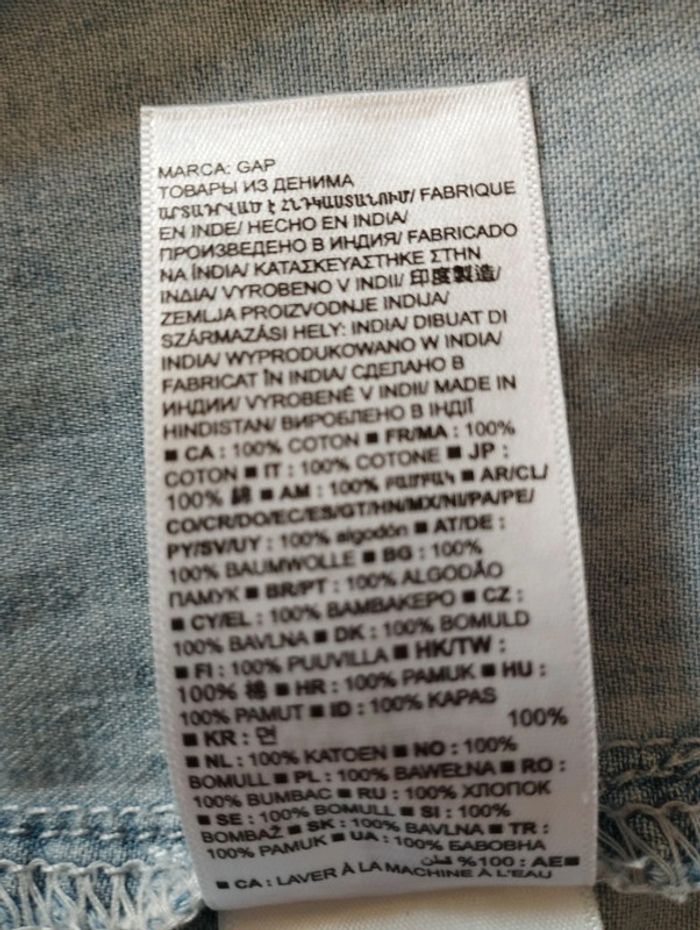 MARCA: GAP
ТОВАРЫ ИЗ ДЕНИМА
ԱՐՏԱԴՐՎԱԾ Է ՀՆԴԿԱՍՏԱՆՈՒՄ/ FABRIQUE
EN INDE/ HECHO EN INDIA/
ПРОИЗВЕДЕНО В ИНДИЯ/ FABRICADO
NA ÍNDIA/ ΚΑΤΑΣΚΕΥΑΣΤΗΚΕ ΣΤΗΝ
ΙΝΔΙΑ/ VYROBENO V INDII/ 印度製造/
ZEMLJA PROIZVODNJE INDIJA/
SZÁRMAZÁSI HELY: INDIA/ DIBUAT DI
INDIA/ WYPRODUKOWANO W INDIA/
FABRICAT ÎN INDIA/ СДЕЛАНО В
ИНДИИ/ VYROBENÉ V INDII/ MADE IN
HINDISTAN/ ВИРОБЛЕНО В ІНДІЇ
■ CA : 100% COTON ■ FR/MA : 100%
COTON ■ IT : 100% COTONE ■ JP :
100% 綿 ■ AM : 100% ԲԱՄԲԱԿ ■ AR/CL/
CO/CR/DO/EC/ES/GT/HN/MX/NI/PA/PE/
PY/SV/UY : 100% algodón ■ AT/DE :
100% BAUMWOLLE ■ BG : 100%
ПАМУК ■ BR/PT : 100% ALGODÃO
■ CY/EL : 100% ΒΑΜΒΑΚΕΡΟ ■ CZ :
100% BAVLNA ■ DK : 100% BOMULD
■ FI : 100% PUUVILLA ■ HK/TW :
100% 棉 ■ HR : 100% PAMUK ■ HU :
100% PAMUT ■ ID : 100% KAPAS
■ KR : 면 100%
■ NL : 100% KATOEN ■ NO : 100%
BOMULL ■ PL : 100% BAWEŁNA ■ RO :
100% BUMBAC ■ RU : 100% ХЛОПОК
■ SE : 100% BOMULL ■ SI : 100%
BOMBAŽ ■ SK : 100% BAVLNA ■ TR :
100% PAMUK ■ UA : 100% БАВОВНА
■AE : 100% قطن
■ CA : LAVER À LA MACHINE À L'EAU